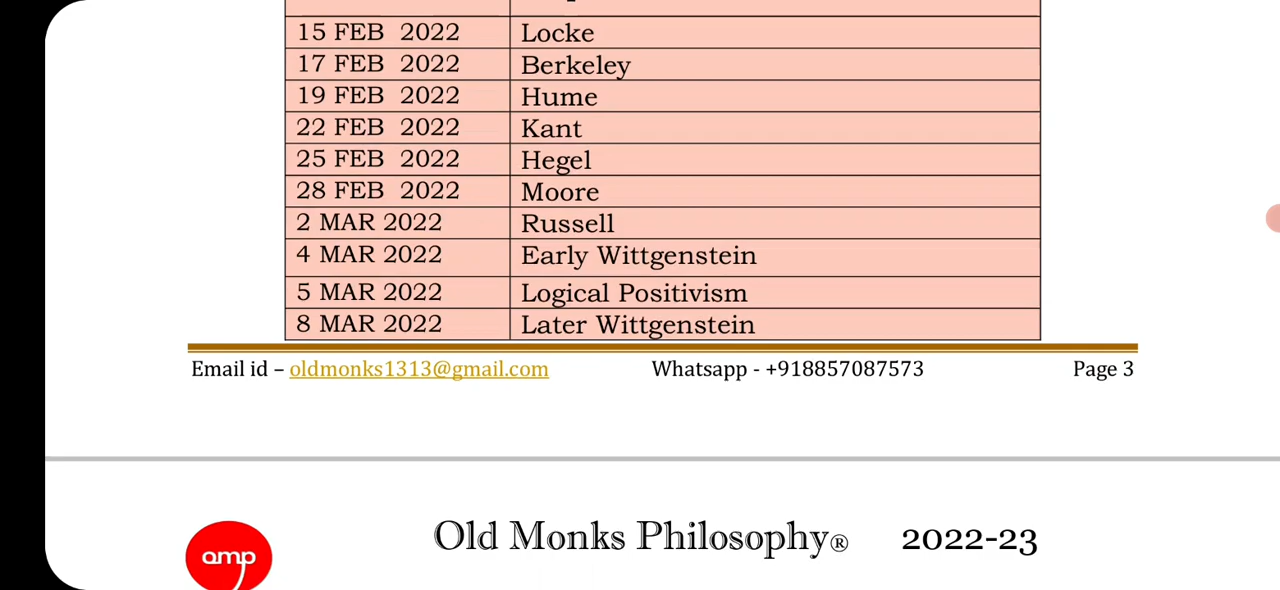 15 FEB 2022 Locke
17 FEB 2022 Berkeley
19 FEB 2022 Hume
22 FEB 2022 Kant
25 FEB 2022 Hegel
28 FEB 2022 Moore
2 MAR 2022 Russell
4 MAR 2022 Early Wittgenstein
5 MAR 2022 Logical Positivism
8 MAR 2022 Later Wittgenstein
Email id – oldmonks1313@gmail.com Whatsapp - +918857087573 Page 3
Old Monks Philosophy® 2022-23
amp